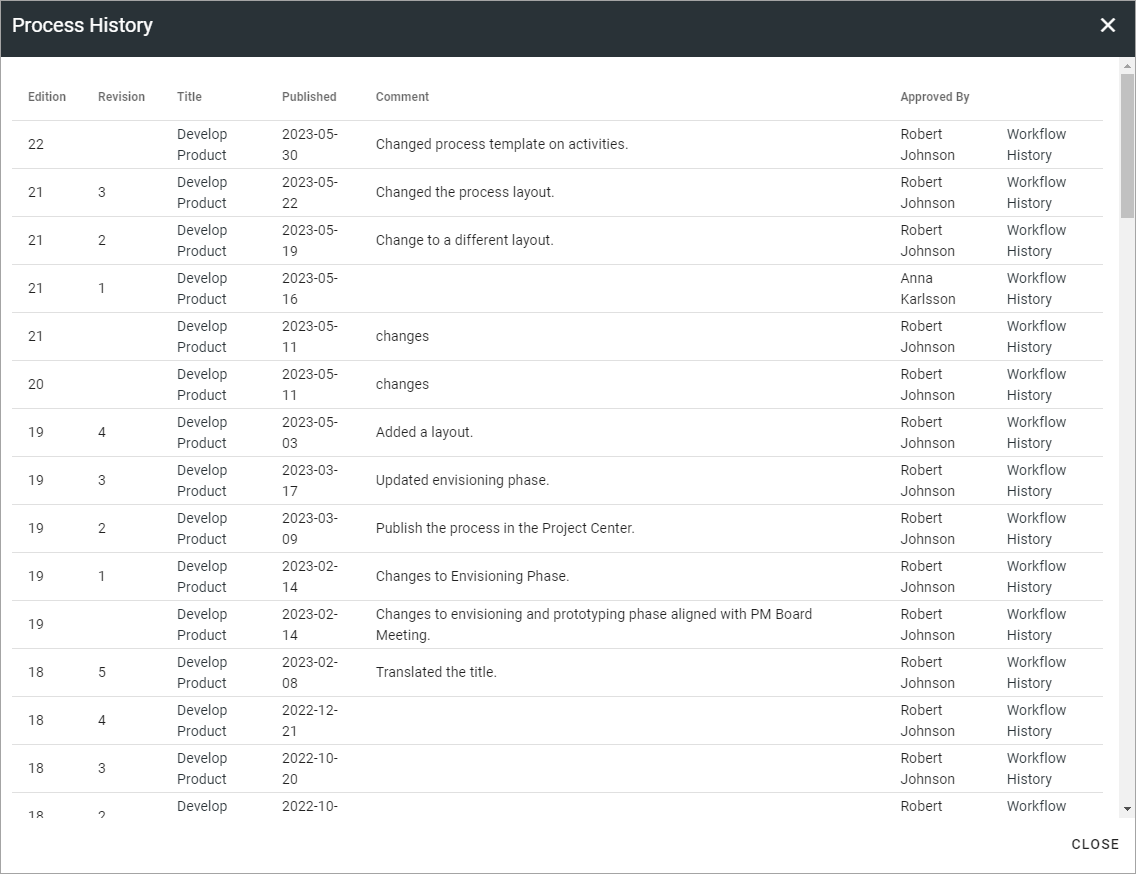 Process History
Edition Revision Title Published Comment Approved By
22 Develop Product 2023-05-30 Changed process template on activities. Robert Johnson Workflow History
21 3 Develop Product 2023-05-22 Changed the process layout. Robert Johnson Workflow History
21 2 Develop Product 2023-05-19 Change to a different layout. Robert Johnson Workflow History
21 1 Develop Product 2023-05-16 Anna Karlsson Workflow History
21 Develop Product 2023-05-11 changes Robert Johnson Workflow History
20 Develop Product 2023-05-11 changes Robert Johnson Workflow History
19 4 Develop Product 2023-05-03 Added a layout. Robert Johnson Workflow History
19 3 Develop Product 2023-03-17 Updated envisioning phase. Robert Johnson Workflow History
19 2 Develop Product 2023-03-09 Publish the process in the Project Center. Robert Johnson Workflow History
19 1 Develop Product 2023-02-14 Changes to Envisioning Phase. Robert Johnson Workflow History
19 Develop Product 2023-02-14 Changes to envisioning and prototyping phase aligned with PM Board Meeting. Robert Johnson Workflow History
18 5 Develop Product 2023-02-08 Translated the title. Robert Johnson Workflow History
18 4 Develop Product 2022-12-21 Robert Johnson Workflow History
18 3 Develop Product 2022-10-20 Robert Johnson Workflow History
18 2 Develop 2022-10- Robert Workflow
CLOSE